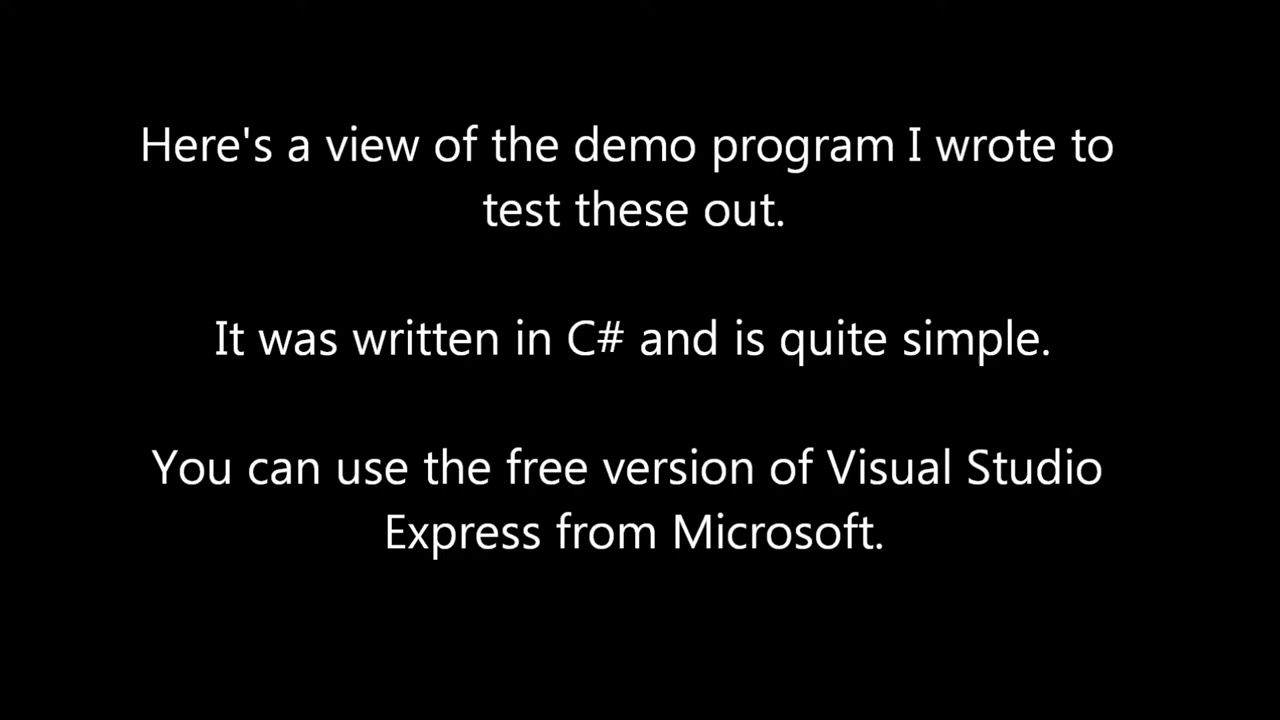 Here's a view of the demo program I wrote to
test these out.
It was written in C# and is quite simple.
You can use the free version of Visual Studio
Express from Microsoft.